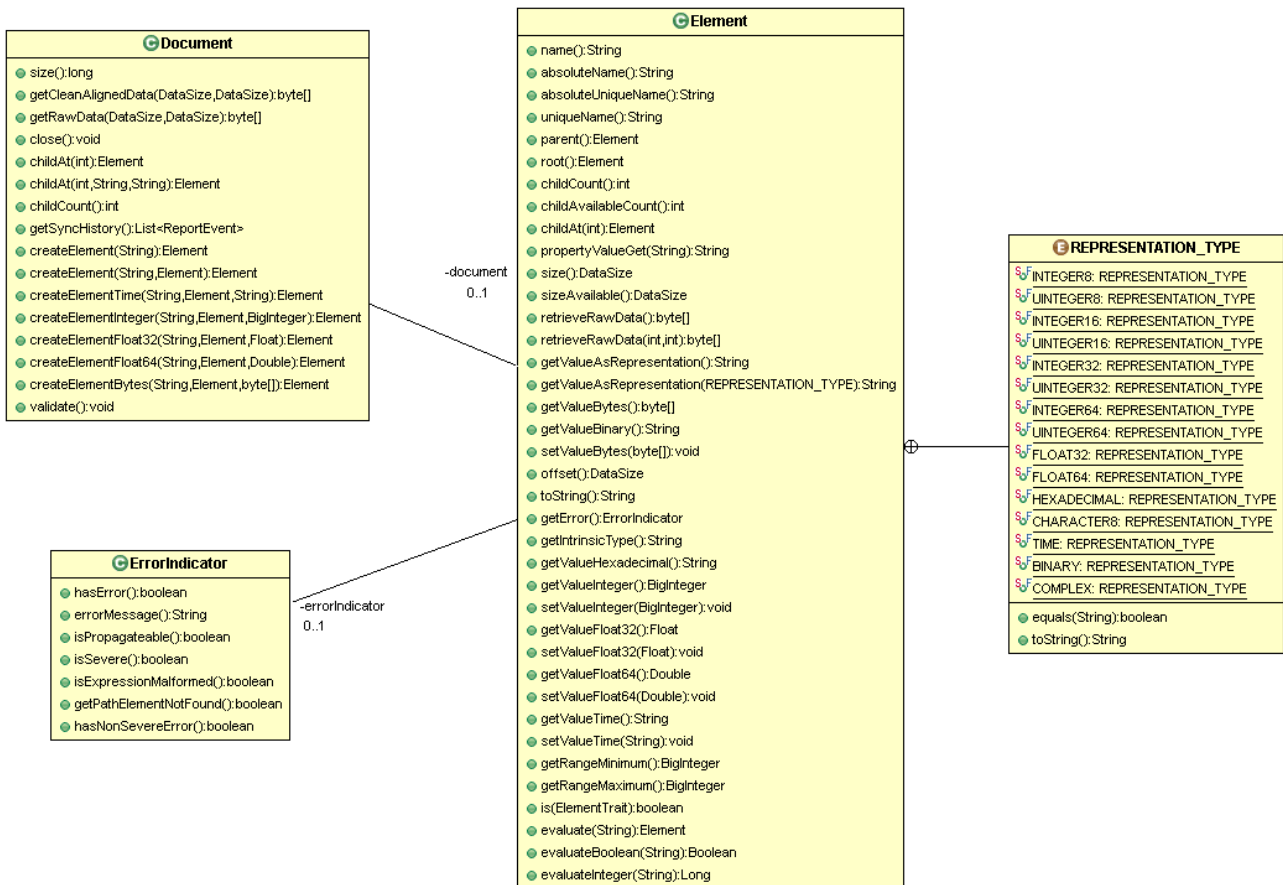 Document
size():long
getCleanAlignedData(DataSize,DataSize):byte[]
getRawData(DataSize,DataSize):byte[]
close():void
childAt(int):Element
childAt(int,String,String):Element
childCount():int
getSyncHistory():List<ReportEvent>
createElement(String):Element
createElement(String,Element):Element
createElementTime(String,Element,String):Element
createElementInteger(String,Element,BigInteger):Element
createElementFloat32(String,Element,Float):Element
createElementFloat64(String,Element,Double):Element
createElementBytes(String,Element,byte[]):Element
validate():void
-document
0..1
ErrorIndicator
hasError():boolean
errorMessage():String
isPropagateable():boolean
isSevere():boolean
isExpressionMalformed():boolean
getPathElementNotFound():boolean
hasNonSevereError():boolean
-errorIndicator
0..1
Element
name():String
absoluteName():String
absoluteUniqueName():String
uniqueName():String
parent():Element
root():Element
childCount():int
childAvailableCount():int
childAt(int):Element
propertyValueGet(String):String
size():DataSize
sizeAvailable():DataSize
retrieveRawData():byte[]
retrieveRawData(int,int):byte[]
getValueAsRepresentation():String
getValueAsRepresentation(REPRESENTATION_TYPE):String
getValueBytes():byte[]
getValueBinary():String
setValueBytes(byte[]):void
offset():DataSize
toString():String
getError():ErrorIndicator
getIntrinsicType():String
getValueHexadecimal():String
getValueInteger():BigInteger
setValueInteger(BigInteger):void
getValueFloat32():Float
setValueFloat32(Float):void
getValueFloat64():Double
setValueFloat64(Double):void
getValueTime():String
setValueTime(String):void
getRangeMinimum():BigInteger
getRangeMaximum():BigInteger
is(ElementTrait):boolean
evaluate(String):Element
evaluateBoolean(String):Boolean
evaluateInteger(String):Long
REPRESENTATION_TYPE
INTEGER8: REPRESENTATION_TYPE
UINTEGER8: REPRESENTATION_TYPE
INTEGER16: REPRESENTATION_TYPE
UINTEGER16: REPRESENTATION_TYPE
INTEGER32: REPRESENTATION_TYPE
UINTEGER32: REPRESENTATION_TYPE
INTEGER64: REPRESENTATION_TYPE
UINTEGER64: REPRESENTATION_TYPE
FLOAT32: REPRESENTATION_TYPE
FLOAT64: REPRESENTATION_TYPE
HEXADECIMAL: REPRESENTATION_TYPE
CHARACTER8: REPRESENTATION_TYPE
TIME: REPRESENTATION_TYPE
BINARY: REPRESENTATION_TYPE
COMPLEX: REPRESENTATION_TYPE
equals(String):boolean
toString():String